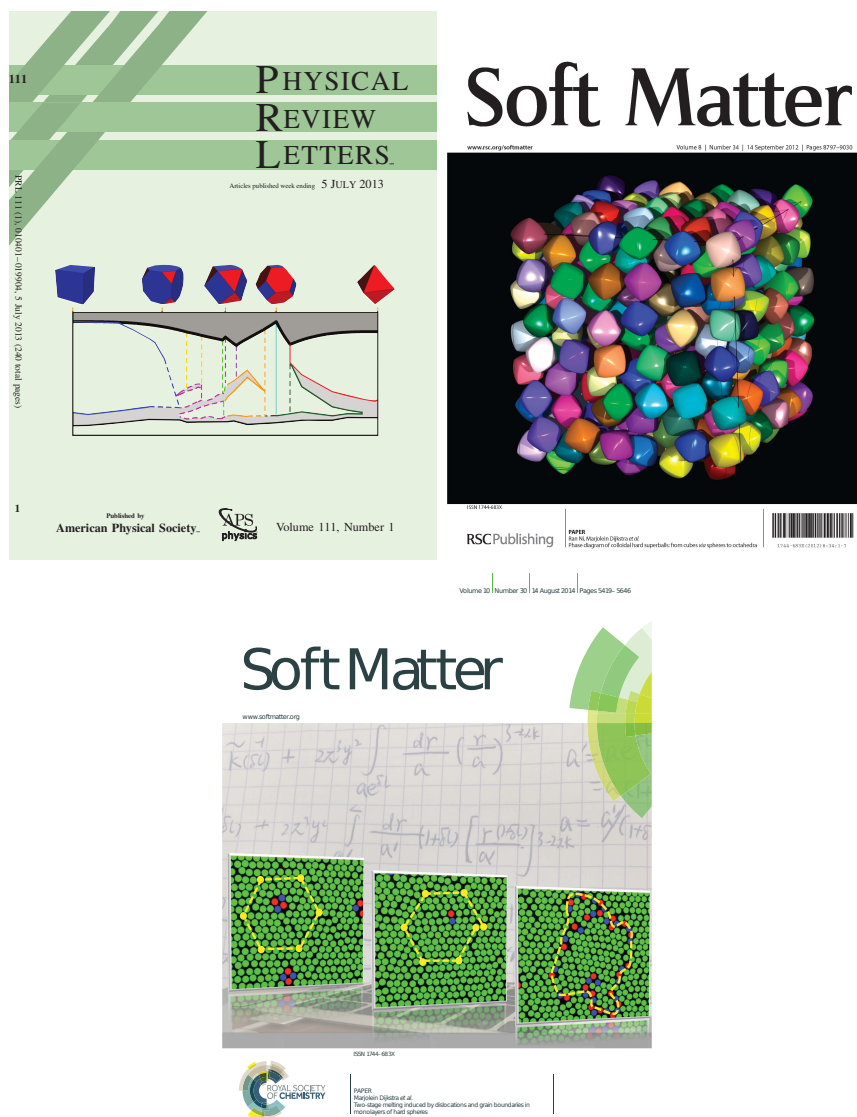 111
PHYSICAL
REVIEW
LETTERS™
Articles published week ending 5 JULY 2013
PRL 111 (1), 010401–019904, 5 July 2013 (240 total pages)
1
Published by
American Physical Society™
APS
physics
Volume 111, Number 1
Soft Matter
www.rsc.org/softmatter
Volume 8 | Number 34 | 14 September 2012 | Pages 8797–9030
ISSN 1744-683X
RSCPublishing
PAPER
Ran Ni, Marjolein Dijkstra et al.
Phase diagram of colloidal hard superballs: from cubes via spheres to octahedra
Volume 10 | Number 30 | 14 August 2014 | Pages 5419–5646
Soft Matter
www.softmatter.org
ISSN 1744-683X
ROYAL SOCIETY
OF CHEMISTRY
PAPER
Marjolein Dijkstra et al.
Two-stage melting induced by dislocations and grain boundaries in
monolayers of hard spheres